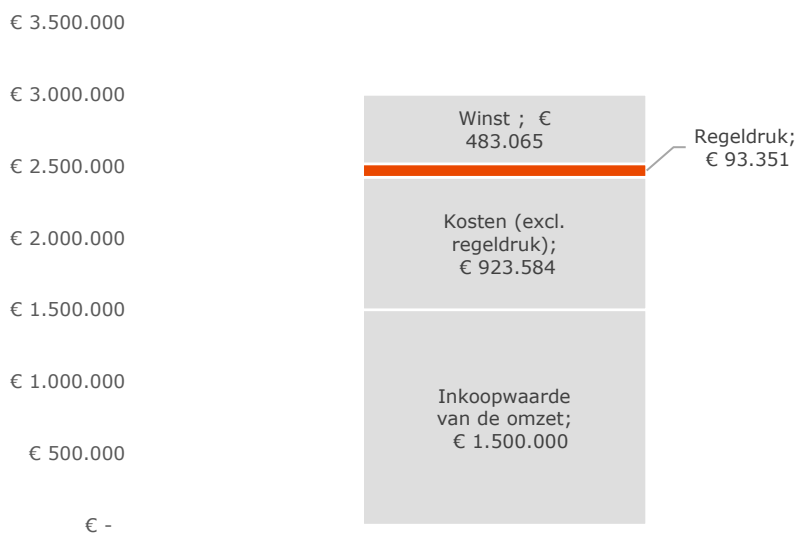 € 3.500.000
€ 3.000.000
€ 2.500.000
€ 2.000.000
€ 1.500.000
€ 1.000.000
€ 500.000
€ -
Winst ; €
483.065
Regeldruk;
€ 93.351
Kosten (excl.
regeldruk);
€ 923.584
Inkoopwaarde
van de omzet;
€ 1.500.000